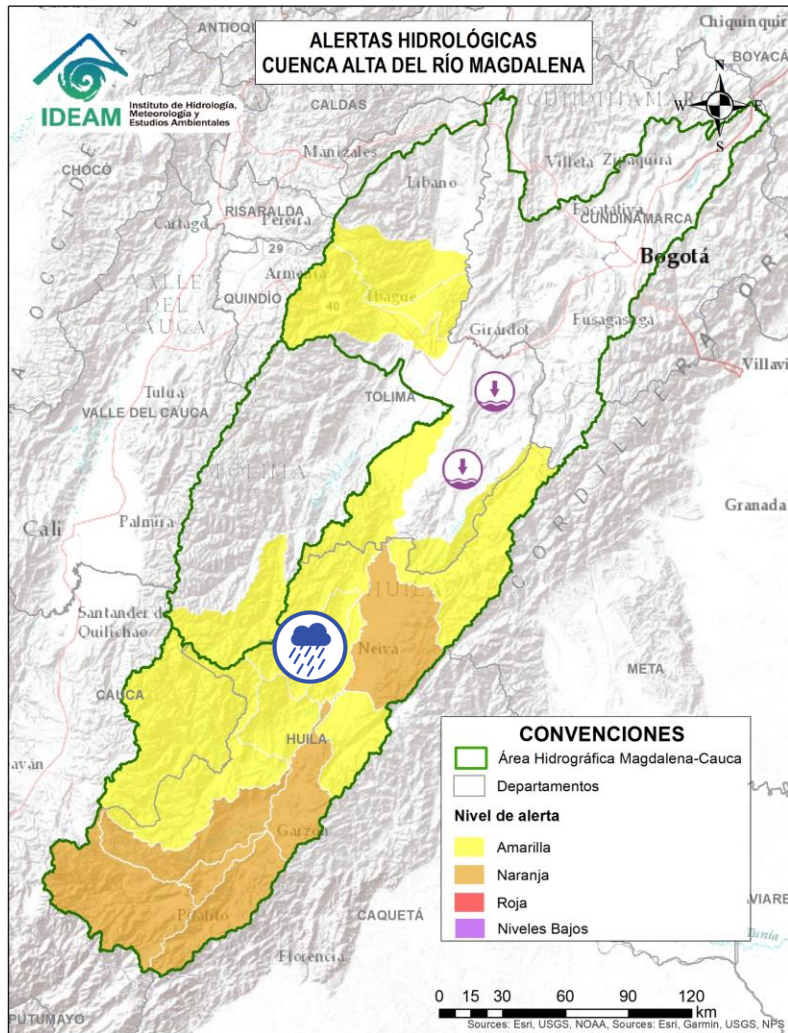 ALERTAS HIDROLÓGICAS
CUENCA ALTA DEL RÍO MAGDALENA
IDEAM
Instituto de Hidrología,
Meteorología y
Estudios Ambientales
Chiquinquir
BOYACÁ
N
W
E
S
CALDAS
Manizales
Líbano
Villeta
Zipaquirá
CHOCÓ
RISARALDA
Pereira
Cartago
29
Facatativá
CUNDINAMARCA
Bogotá
Armenia
QUINDÍO
40
Ibagué
VALLE
DEL
CAUCA
Girardot
Fusagasugá
Villavi
Tuluá
VALLE DEL CAUCA
TOLIMA
TOLIMA
CORDILLERA
Palmira
Cali
Granada
HUILA
Santander de
Quilichao
Neiva
META
CAUCA
HUILA
ayán
Garzón
Pitalito
CAQUETÁ
Florencia
PUTUMAYO
VIARE
Tunía
CONVENCIONES
Área Hidrográfica Magdalena-Cauca
Departamentos
Nivel de alerta
Amarilla
Naranja
Roja
Niveles Bajos
0 15 30 60 90 120
km
Sources: Esri, USGS, NOAA, Sources: Esri, Garmin, USGS, NPS